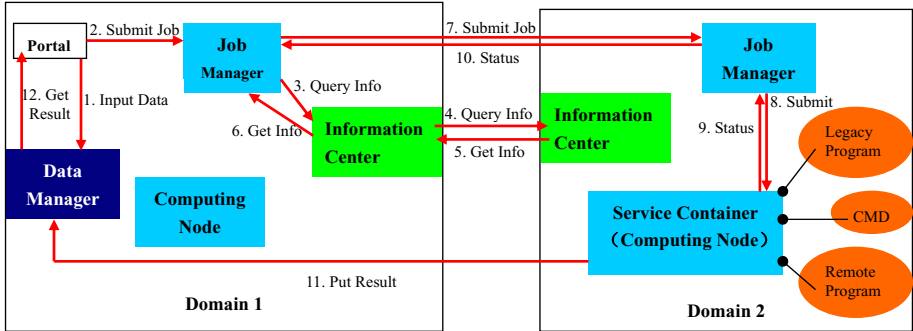 Portal
2. Submit Job
Job
Manager
7. Submit Job
10. Status
Job
Manager
12. Get
Result
1. Input Data
3. Query Info
6. Get Info
Information
Center
4. Query Info
5. Get Info
Information
Center
8. Submit
9. Status
Legacy
Program
Data
Manager
Computing
Node
Service Container
(Computing Node)
CMD
Remote
Program
11. Put Result
Domain 1
Domain 2